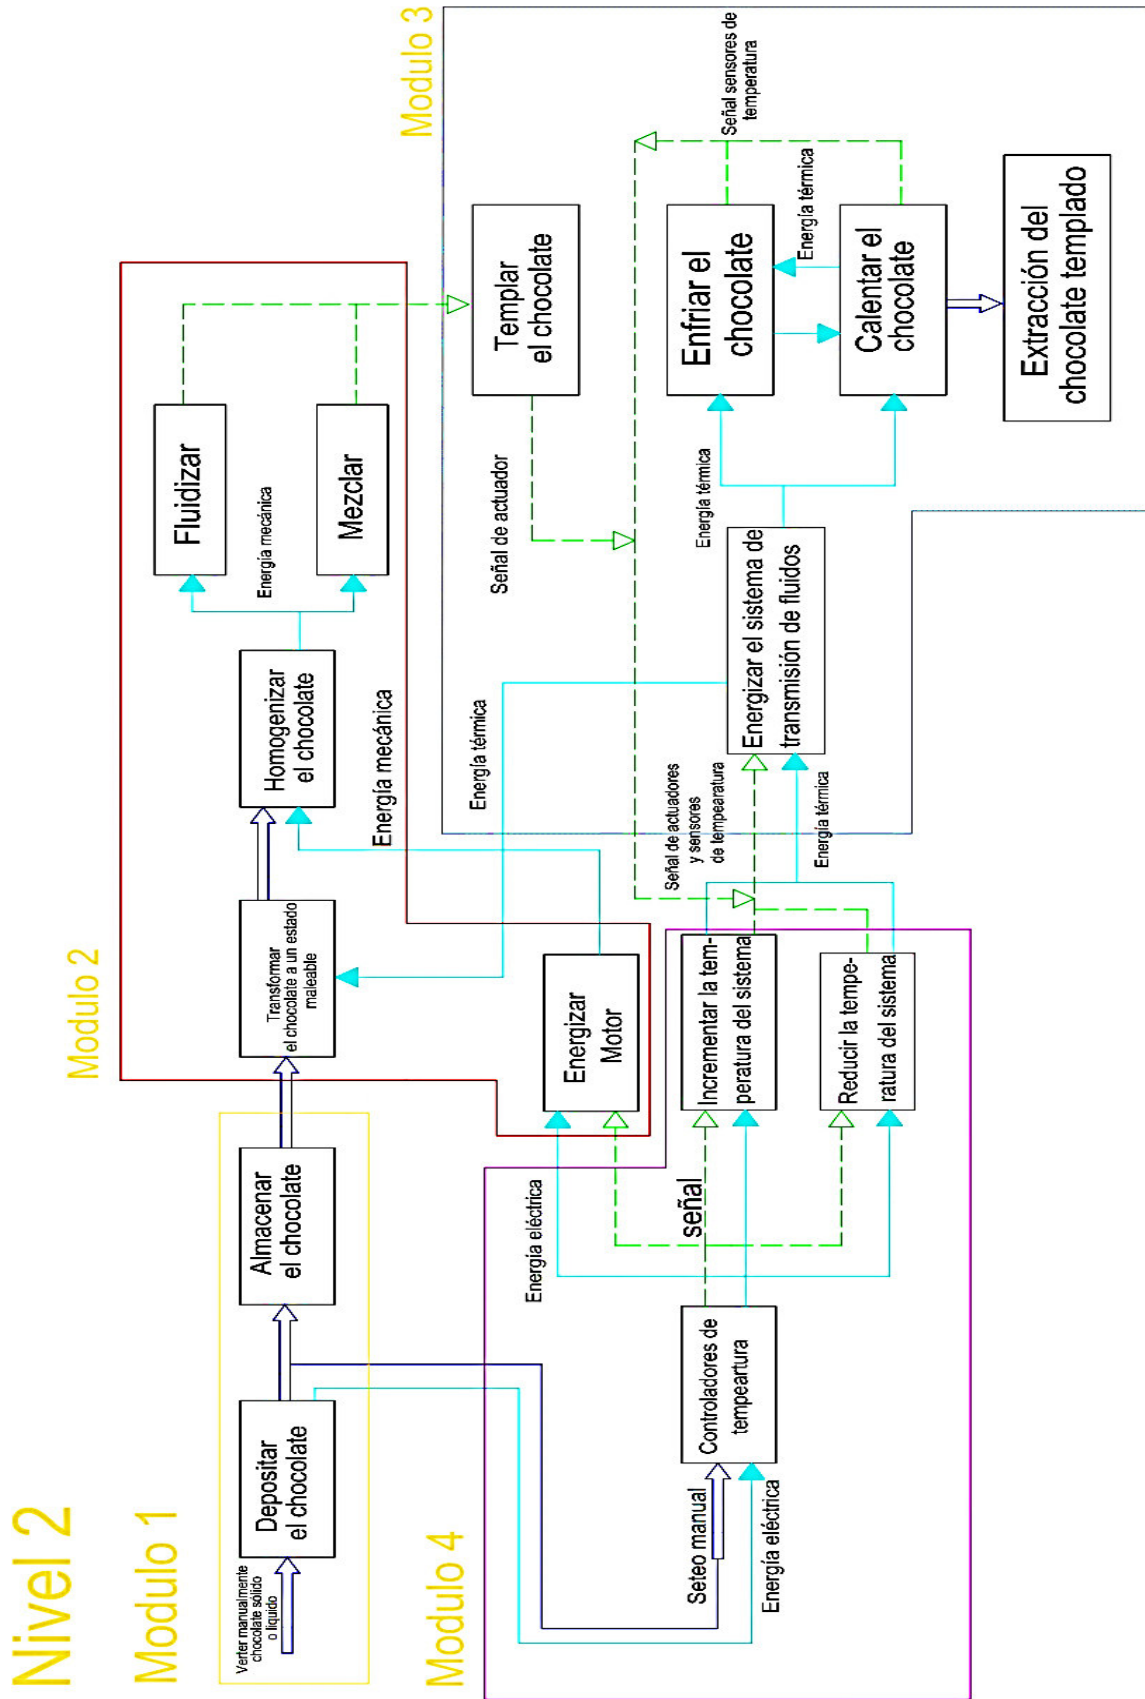 Nivel 2
Modulo 1
Verter manualmente
chocolate sólido
o liquido
Depositar
el chocolate
Almacenar
el chocolate
Modulo 2
Transformar
el chocolate a un estado
maleable
Homogenizar
el chocolate
Energía mecánica
Fluidizar
Mezclar
Energizar
Motor
Energía mecánica
Modulo 3
Templar
el chocolate
Señal de actuador
Energía térmica
Señal de actuadores
y sensores
de tempearatura
Energía térmica
Energizar el sistema de
transmisión de fluidos
Energía térmica
Enfriar el
chocolate
Energía térmica
Calentar el
chocolate
Señal sensores de
temperatura
Extracción del
chocolate templado
Modulo 4
Seteo manual
Energía eléctrica
Controladores de
tempeartura
Energía eléctrica
señal
Incrementar la tem-
peratura del sistema
Reducir la tempe-
ratura del sistema